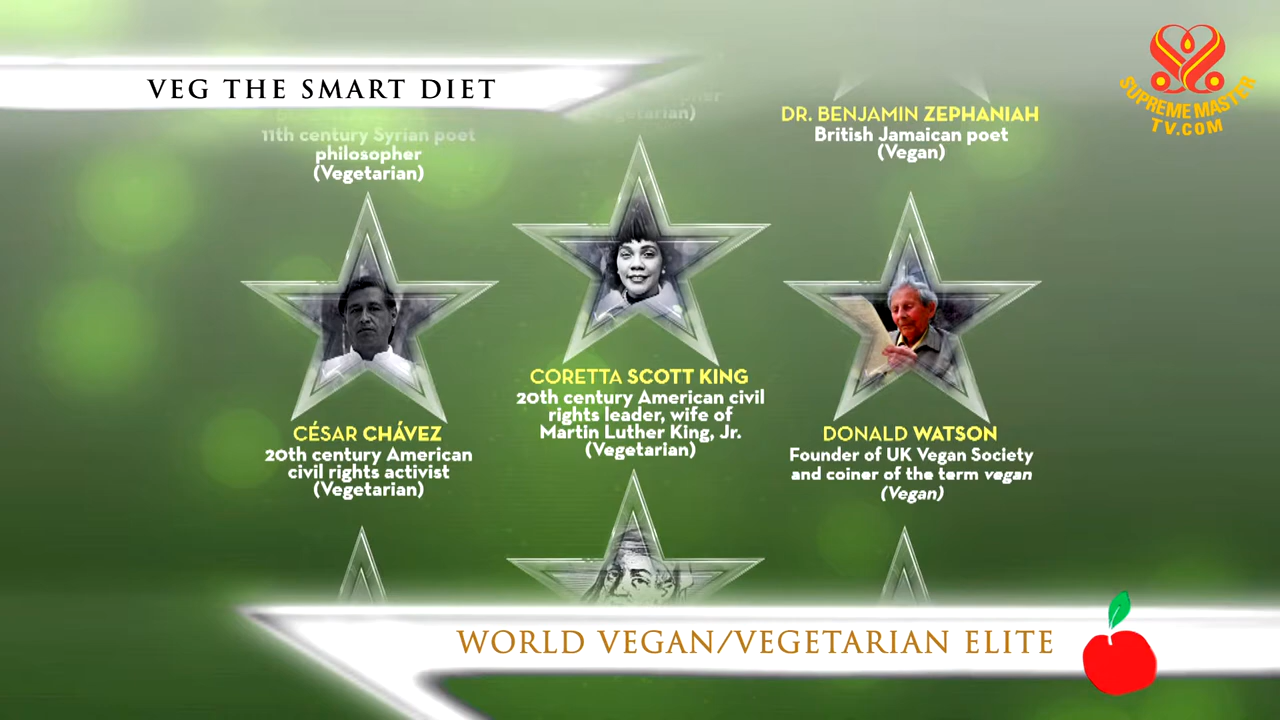 VEG THE SMART DIET
SUPREME MASTER
TV.COM
11th century Syrian poet
philosopher
(Vegetarian)
DR. BENJAMIN ZEPHANIAH
British Jamaican poet
(Vegan)
CÉSAR CHÁVEZ
20th century American
civil rights activist
(Vegetarian)
CORETTA SCOTT KING
20th century American civil
rights leader, wife of
Martin Luther King, Jr.
(Vegetarian)
DONALD WATSON
Founder of UK Vegan Society
and coiner of the term vegan
(Vegan)
WORLD VEGAN/VEGETARIAN ELITE